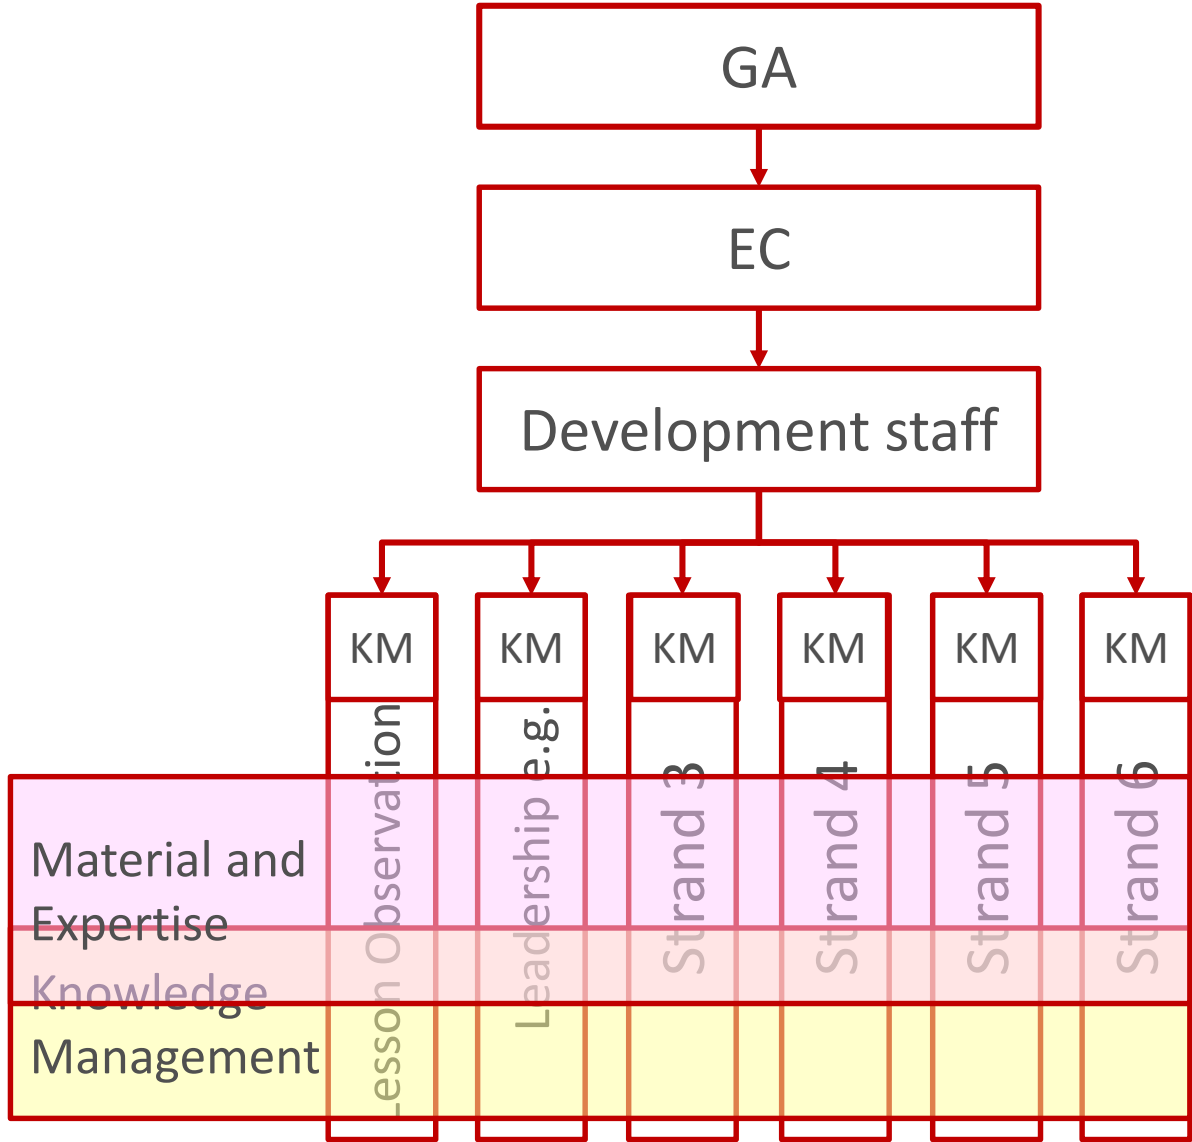 GA
EC
Development staff
KM
KM
KM
KM
KM
KM
Lesson Observation
Leadership e.g.
Strand 3
Strand 4
Strand 5
Strand 6
Material and
Expertise
Knowledge
Management